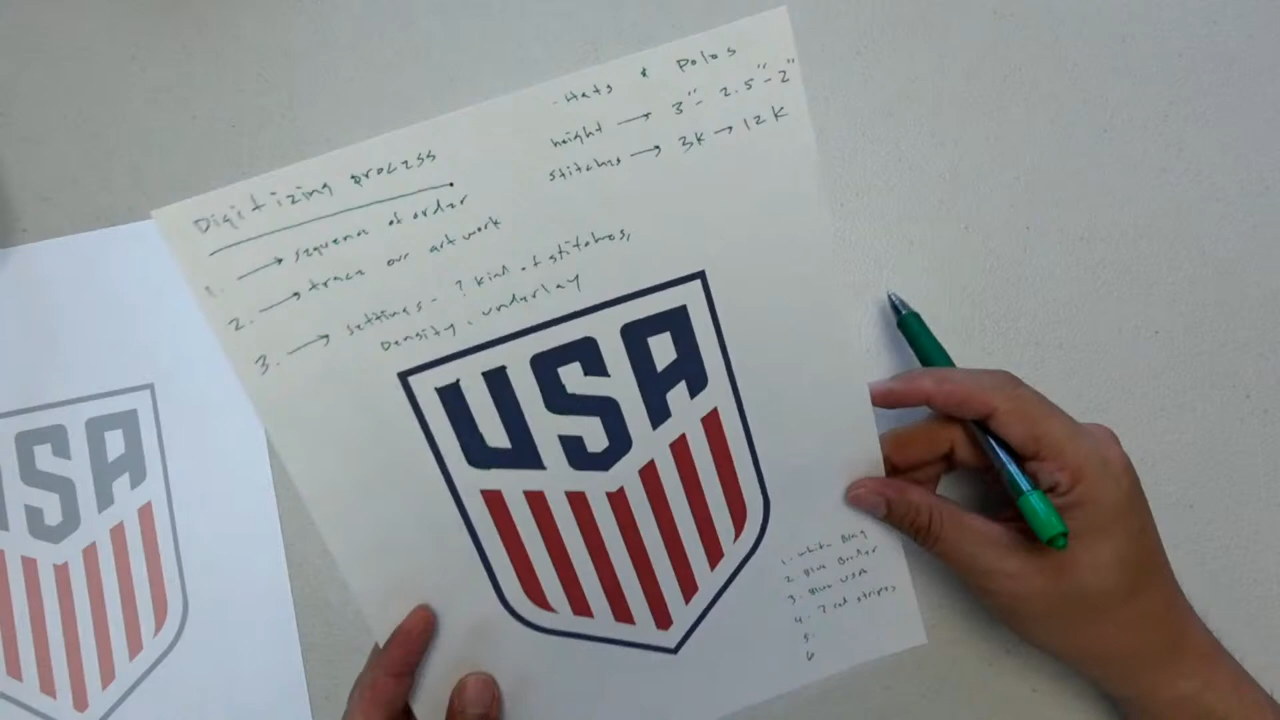 - Hats & Polos
height → 3" - 2.5" - 2"
stitches → 3K → 12K
Digitizing process
1. → sequence of order
2. → trace our artwork
3. → settings - ? kind of stitches,
Density, underlay
USA
1. white Bkng
2. Blue Border
3. Blue USA
4. 7 red stripes
5.
6
USA